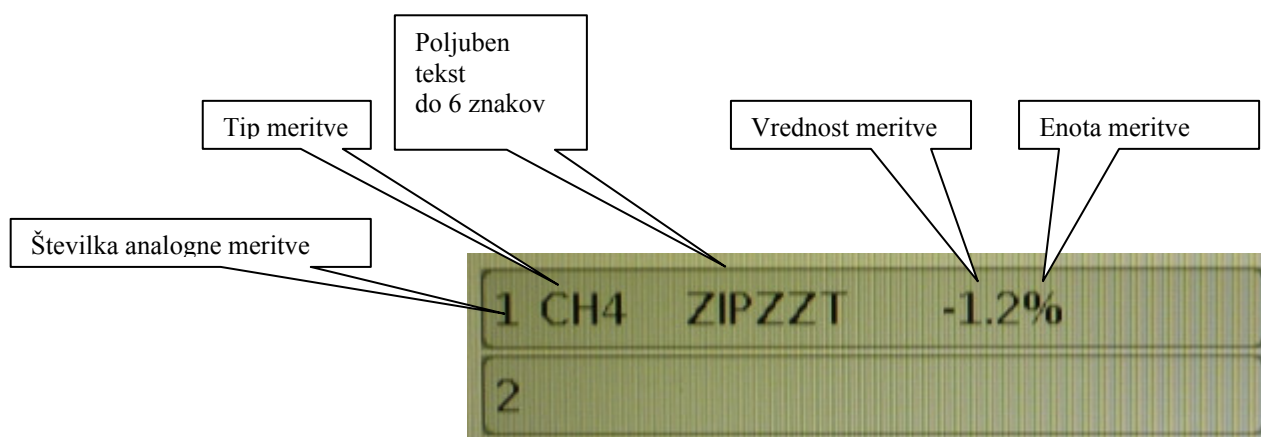 Poljuben
tekst
do 6 znakov
Tip meritve
Vrednost meritve
Enota meritve
Številka analogne meritve
1 CH4 ZIPZZT -1.2%
2